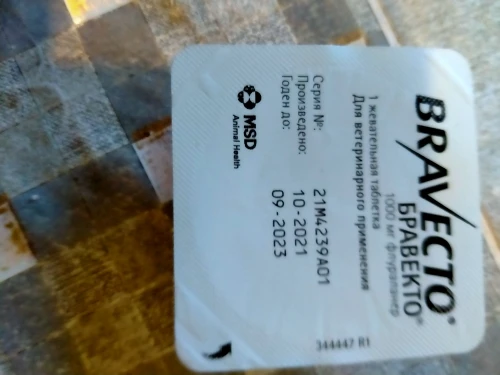 BRAVECTO®
БРАВЕКТО®
1000 мг флураланер
1 жевательная таблетка
Для ветеринарного применения
Серия №: 21M4239A01
Произведено: 10-2021
Годен до: 09-2023
MSD
Animal Health
344447 R1